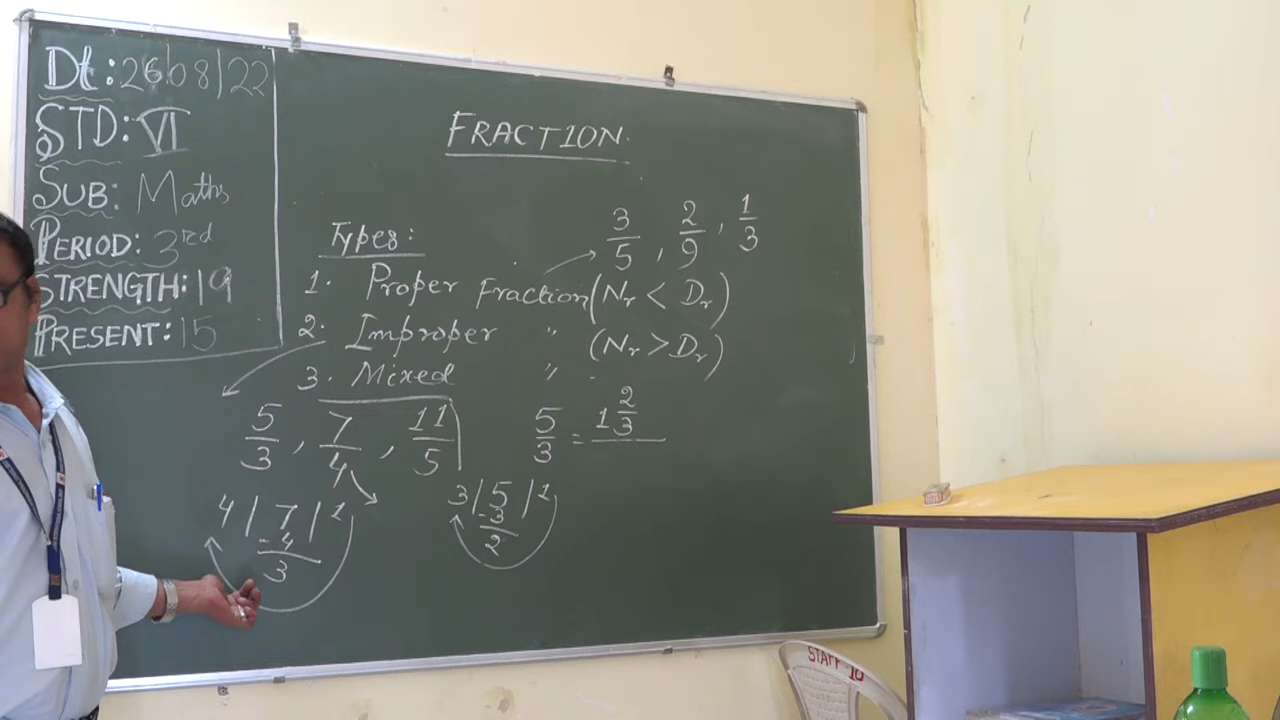 Dt: 26/08/22
STD: VI
SUB: Maths
PERIOD: 3rd
STRENGTH: 19
PRESENT: 15
FRACTION.
Types:
3/5, 2/9, 1/3
1. Proper Fraction (Nr < Dr)
2. Improper " (Nr > Dr)
3. Mixed "
5/3, 7/4, 11/5
5/3 = 1 2/3
4 | 7 | 1
- 4
3
3 | 5 | 1
- 3
2
STAFF-10